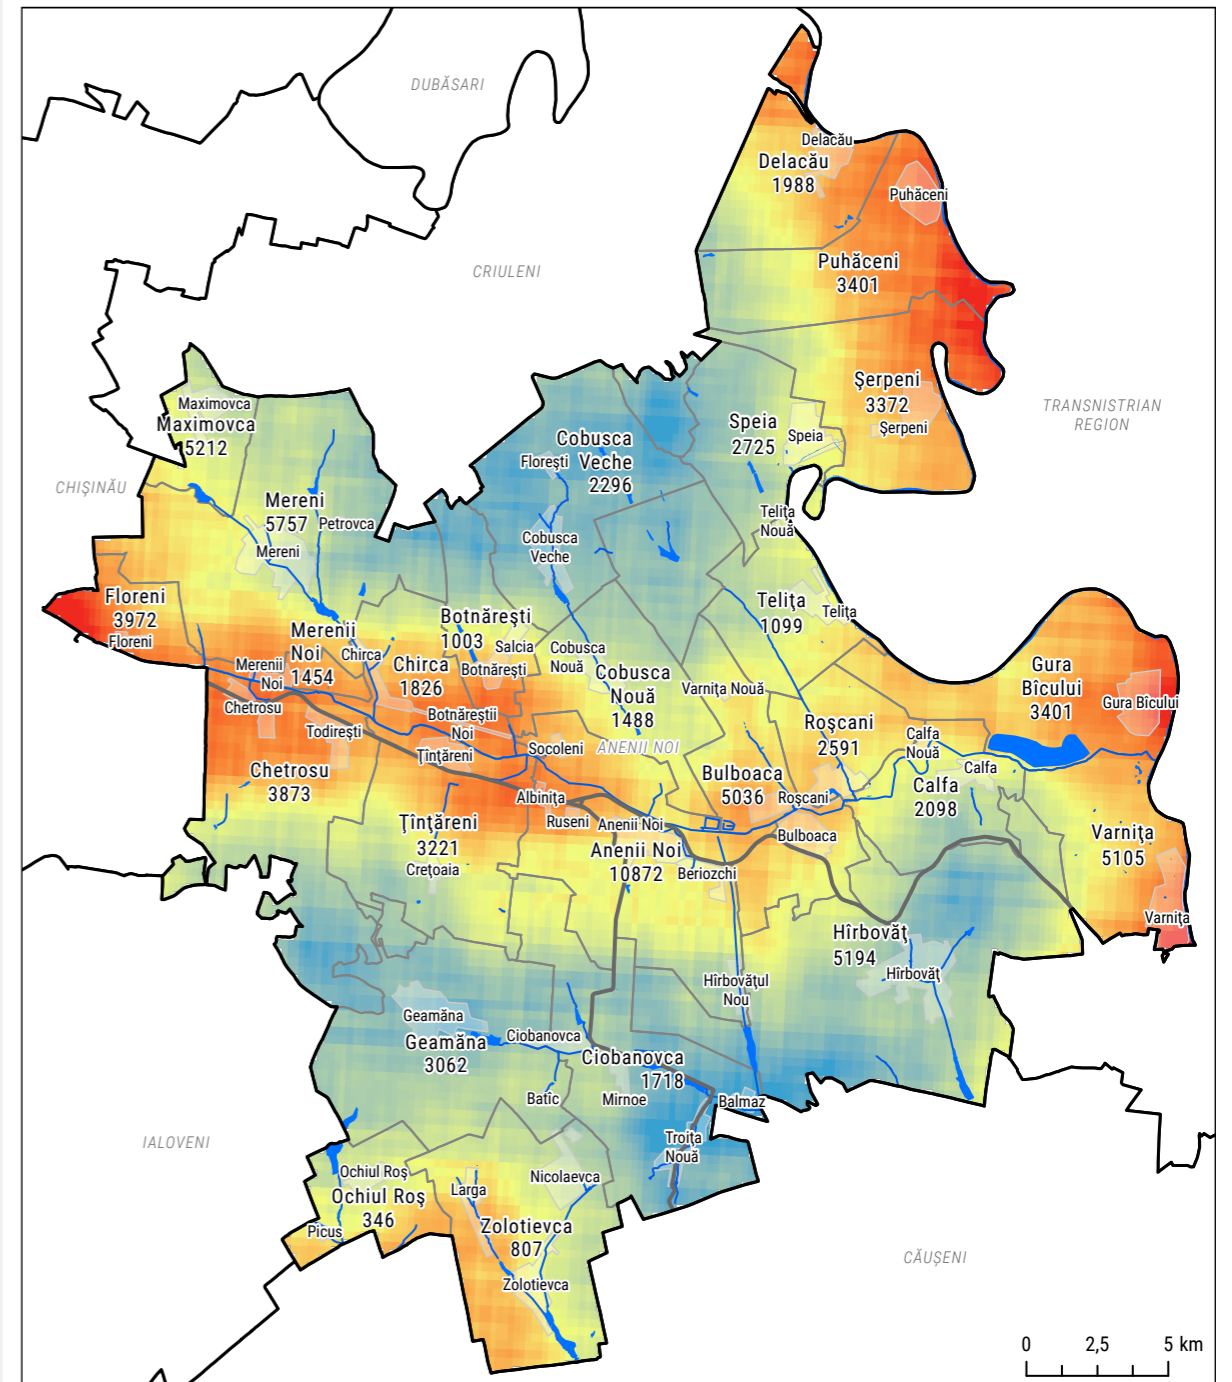 DUBĂSARI
Delacău
Delacău
1988
Puhăceni
CRIULENI
Puhăceni
3401
Maximovca
Maximovca
5212
Şerpeni
3372
Şerpeni
TRANSNISTRIAN
REGION
Cobusca
Veche
2296
Floreşti
Speia
2725
Speia
CHIŞINĂU
Mereni
5757
Petrovca
Mereni
Cobusca
Veche
Teliţa
Nouă
Floreni
3972
Floreni
Merenii
Noi
1454
Chirca
Chirca
1826
Botnăreşti
1003
Salcia
Botnăreşti
Cobusca
Nouă
Cobusca
Nouă
1488
Teliţa
1099
Teliţa
Varniţa Nouă
Gura
Bîcului
3401
Gura Bîcului
Merenii
Noi
Chetrosu
Todireşti
Botnăreştii
Noi
Ţînţăreni
Socoleni
ANENII NOI
Roşcani
2591
Calfa
Nouă
Calfa
Calfa
2098
Chetrosu
3873
Bulboaca
5036
Roşcani
Bulboaca
Albiniţa
Ruseni
Anenii Noi
Anenii Noi
10872
Beriozchi
Ţînţăreni
3221
Creţoaia
Varniţa
5105
Varniţa
Hîrbovăţ
5194
Hîrbovăţ
Hîrbovăţul
Nou
Geamăna
Geamăna
3062
Ciobanovca
Ciobanovca
1718
Batîc
Mirnoe
Balmaz
Troiţa
Nouă
IALOVENI
Ochiul Roş
Ochiul Roş
346
Picus
Larga
Nicolaevca
Zolotievca
807
Zolotievca
CĂUŞENI
0 2,5 5 km